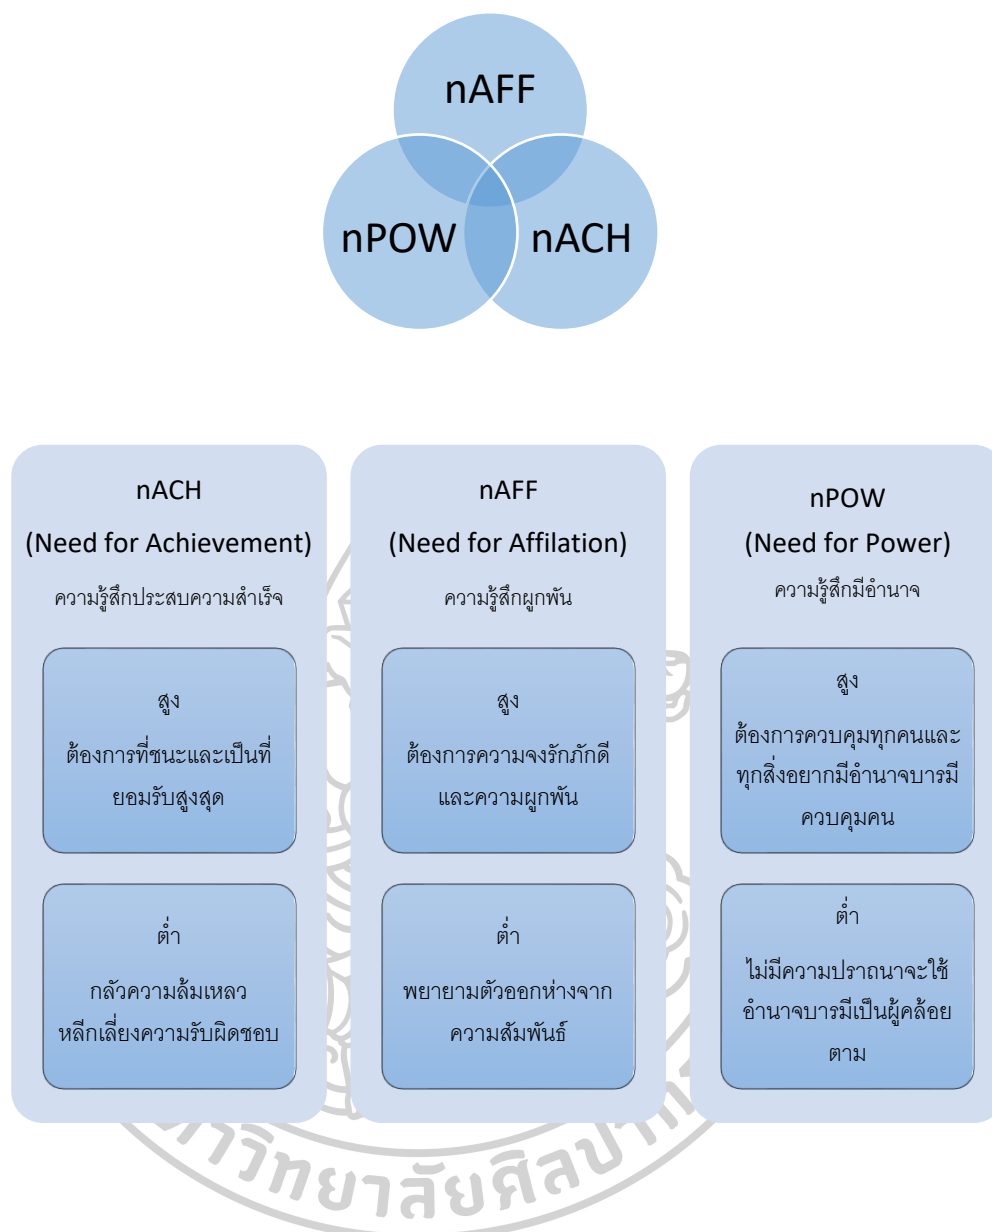 nAFF
nPOW
nACH
nACH
(Need for Achievement)
ความรู้สึกประสบความสำเร็จ
สูง
ต้องการที่ชนะและเป็นที่
ยอมรับสูงสุด
ต่ำ
กลัวความล้มเหลว
หลีกเลี่ยงความรับผิดชอบ
nAFF
(Need for Affilation)
ความรู้สึกผูกพัน
สูง
ต้องการความจงรักภักดี
และความผูกพัน
ต่ำ
พยายามตัวออกห่างจาก
ความสัมพันธ์
nPOW
(Need for Power)
ความรู้สึกมีอำนาจ
สูง
ต้องการควบคุมทุกคนและ
ทุกสิ่งอยากมีอำนาจบารมี
ควบคุมคน
ต่ำ
ไม่มีความปราถนาจะใช้
อำนาจบารมีเป็นผู้คล้อย
ตาม